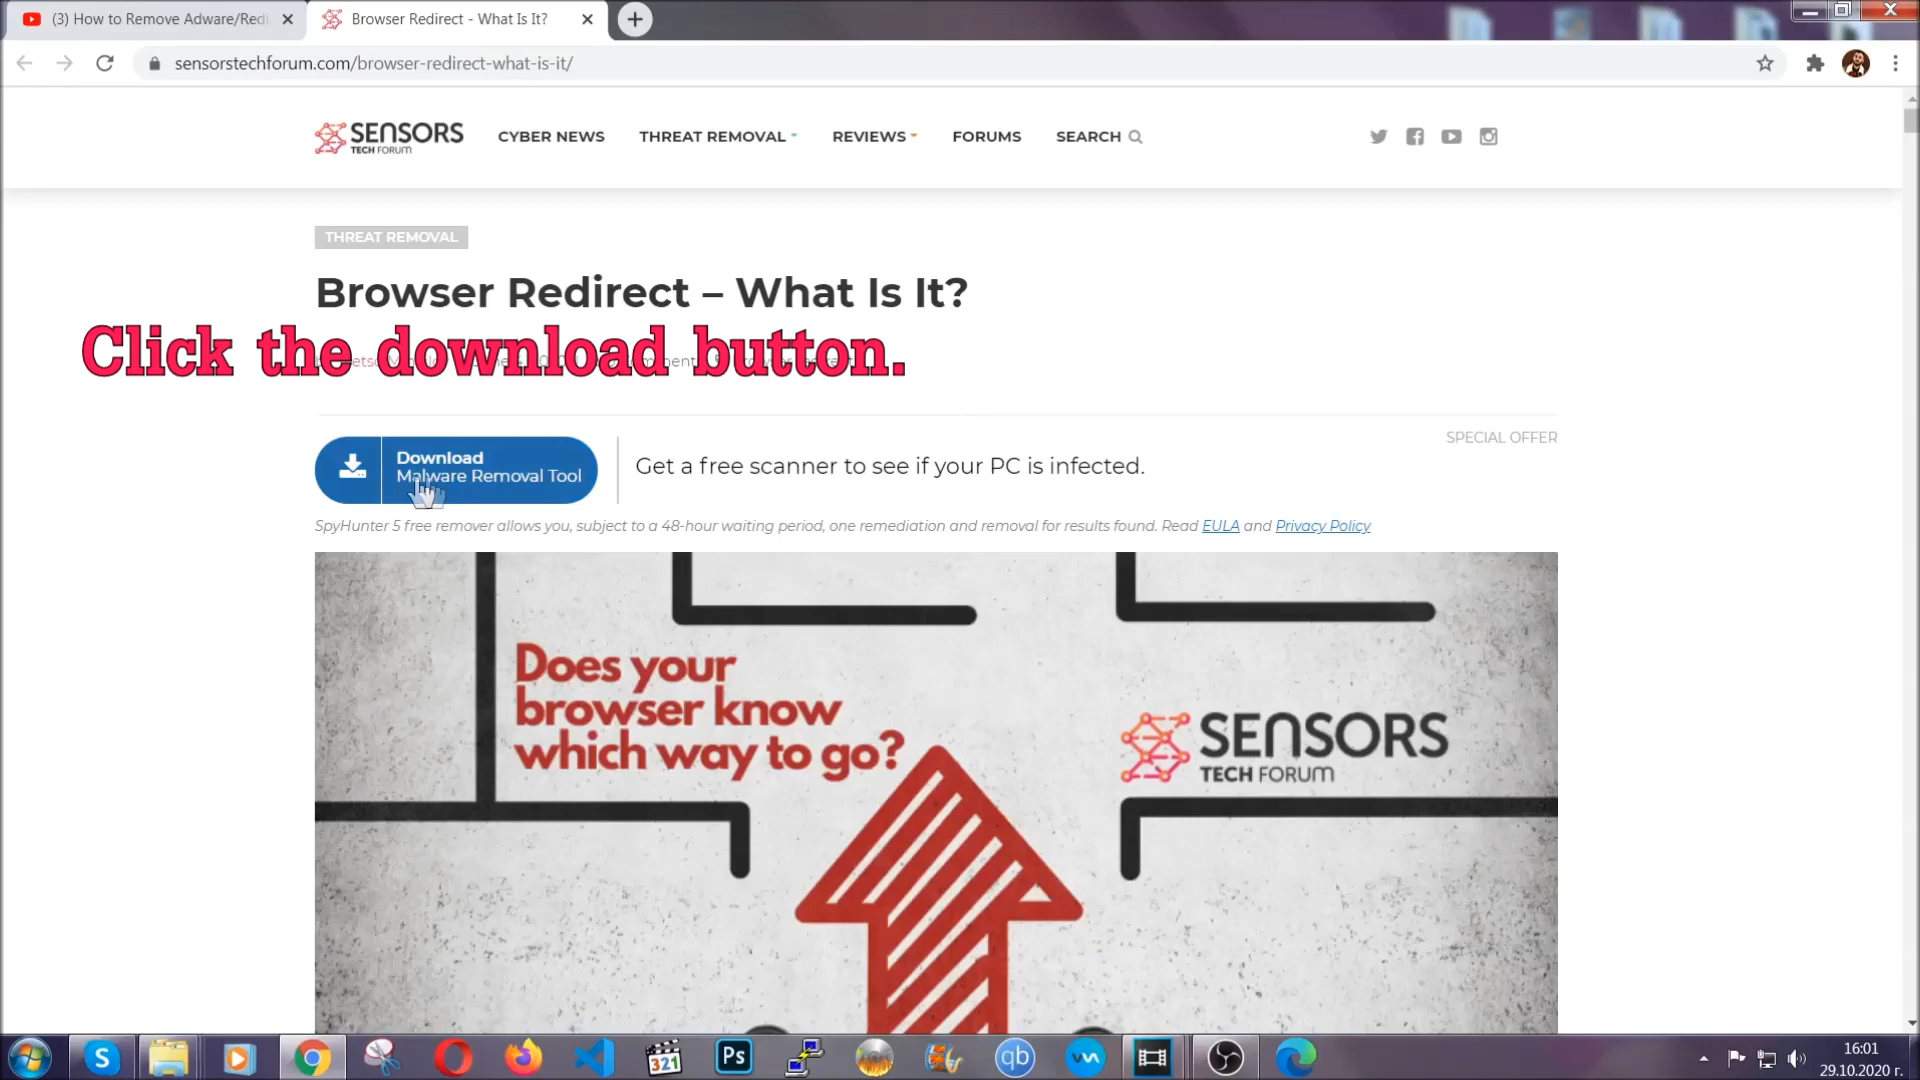 (3) How to Remove Adware/Redi
Browser Redirect - What Is It?
sensorstechforum.com/browser-redirect-what-is-it/
SENSORS
TECH FORUM
CYBER NEWS
THREAT REMOVAL
REVIEWS
FORUMS
SEARCH
THREAT REMOVAL
Browser Redirect – What Is It?
Click the download button.
Download
Malware Removal Tool
Get a free scanner to see if your PC is infected.
SPECIAL OFFER
SpyHunter 5 free remover allows you, subject to a 48-hour waiting period, one remediation and removal for results found. Read EULA and Privacy Policy
Does your
browser know
which way to go?
SENSORS
TECH FORUM
S
321
Ps
qb
16:01
29.10.2020 г.